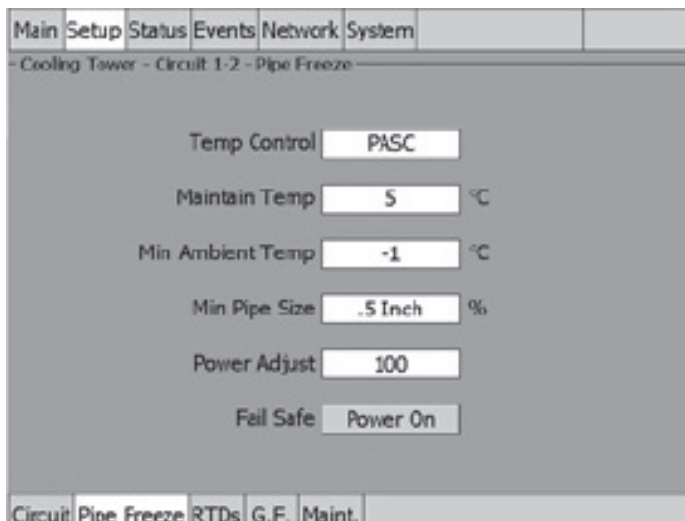 Main Setup Status Events Network System
Cooling Tower - Circuit 1-2 - Pipe Freeze
Temp Control PASC
Maintain Temp 5 °C
Min Ambient Temp -1 °C
Min Pipe Size .5 Inch %
Power Adjust 100
Fail Safe Power On
Circuit Pipe Freeze RTDs G.F. Maint.